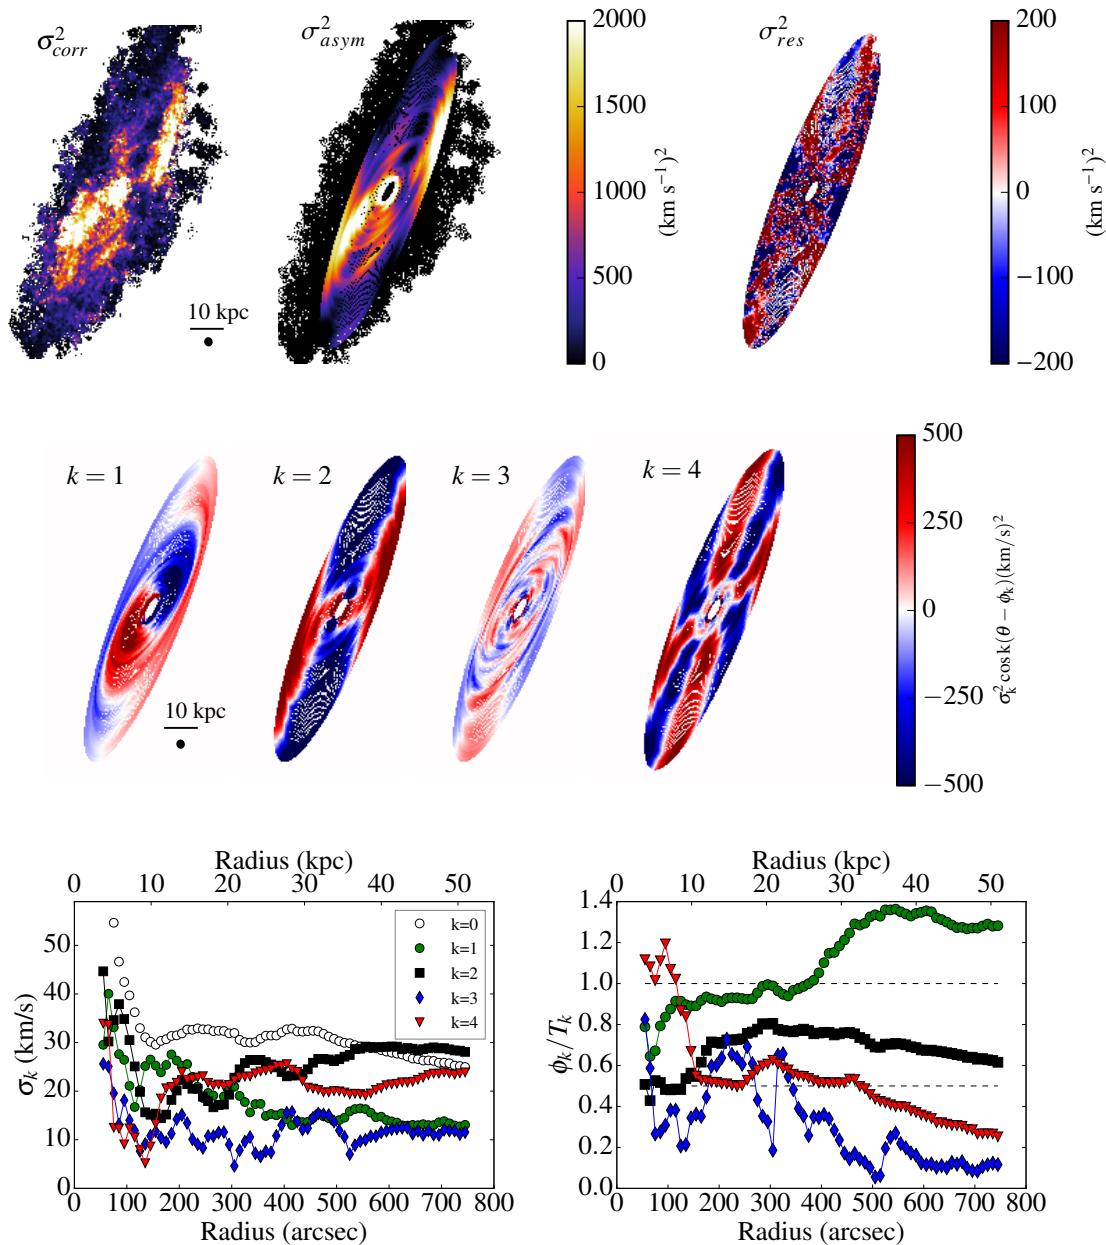 σ²corr
σ²asym
σ²res
2000
1500
1000
500
0
(km s⁻¹)²
200
100
0
−100
−200
(km s⁻¹)²
10 kpc
k = 1
k = 2
k = 3
k = 4
500
250
0
−250
−500
σ²k cos k(θ − ϕk)(km/s)²
10 kpc
Radius (kpc)
0 10 20 30 40 50
50
40
30
20
10
0
σk (km/s)
k=0
k=1
k=2
k=3
k=4
0 100 200 300 400 500 600 700 800
Radius (arcsec)
Radius (kpc)
0 10 20 30 40 50
1.4
1.2
1.0
0.8
0.6
0.4
0.2
0.0
ϕk/Tk
0 100 200 300 400 500 600 700 800
Radius (arcsec)